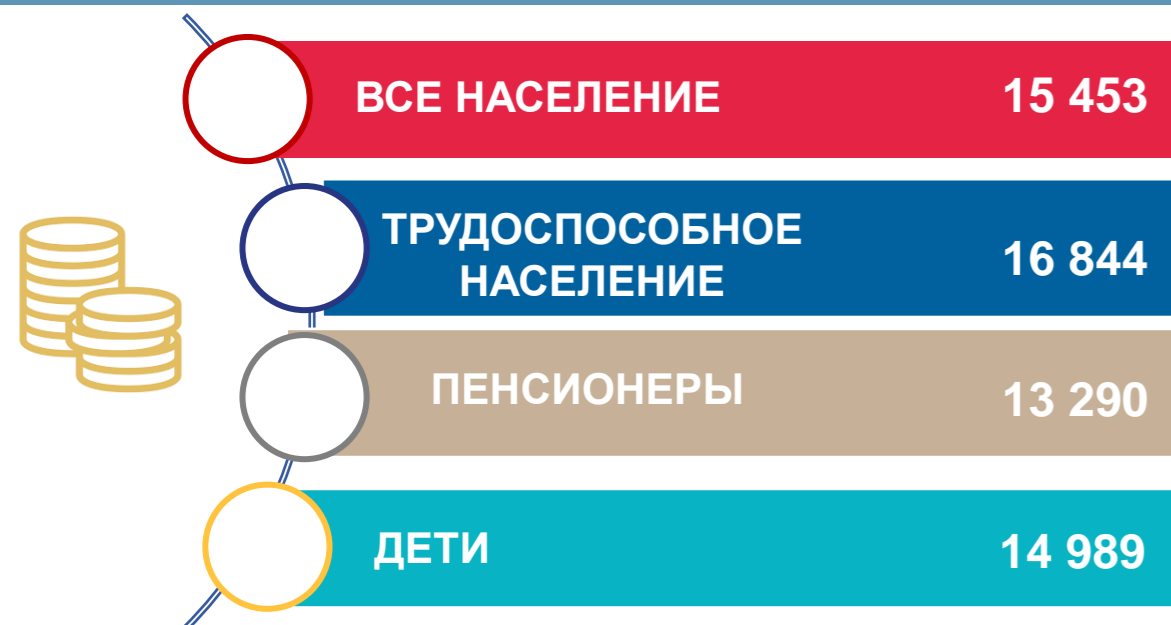 ВСЕ НАСЕЛЕНИЕ 15 453
ТРУДОСПОСОБНОЕ
НАСЕЛЕНИЕ 16 844
ПЕНСИОНЕРЫ 13 290
ДЕТИ 14 989